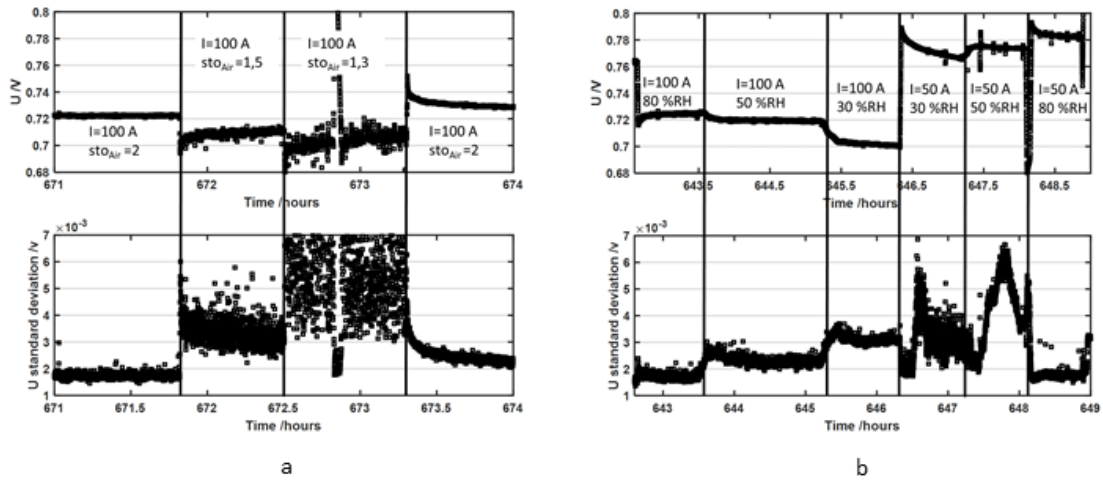 0.8
0.78
0.76
0.74
0.72
0.7
0.68
U /V
I=100 A
stoAir =1,5
I=100 A
stoAir =1,3
I=100 A
stoAir =2
I=100 A
stoAir =2
671
672
673
674
Time /hours
×10⁻³
7
6
5
4
3
2
1
U standard deviation /v
671
671.5
672
672.5
673
673.5
674
Time /hours
a
0.8
0.78
0.76
0.74
0.72
0.7
0.68
U /V
I=100 A
80 %RH
I=100 A
50 %RH
I=100 A
30 %RH
I=50 A
30 %RH
I=50 A
50 %RH
I=50 A
80 %RH
643.5
644.5
645.5
646.5
647.5
648.5
Time /hours
×10⁻³
7
6
5
4
3
2
1
U standard deviation /v
643
644
645
646
647
648
649
Time /hours
b